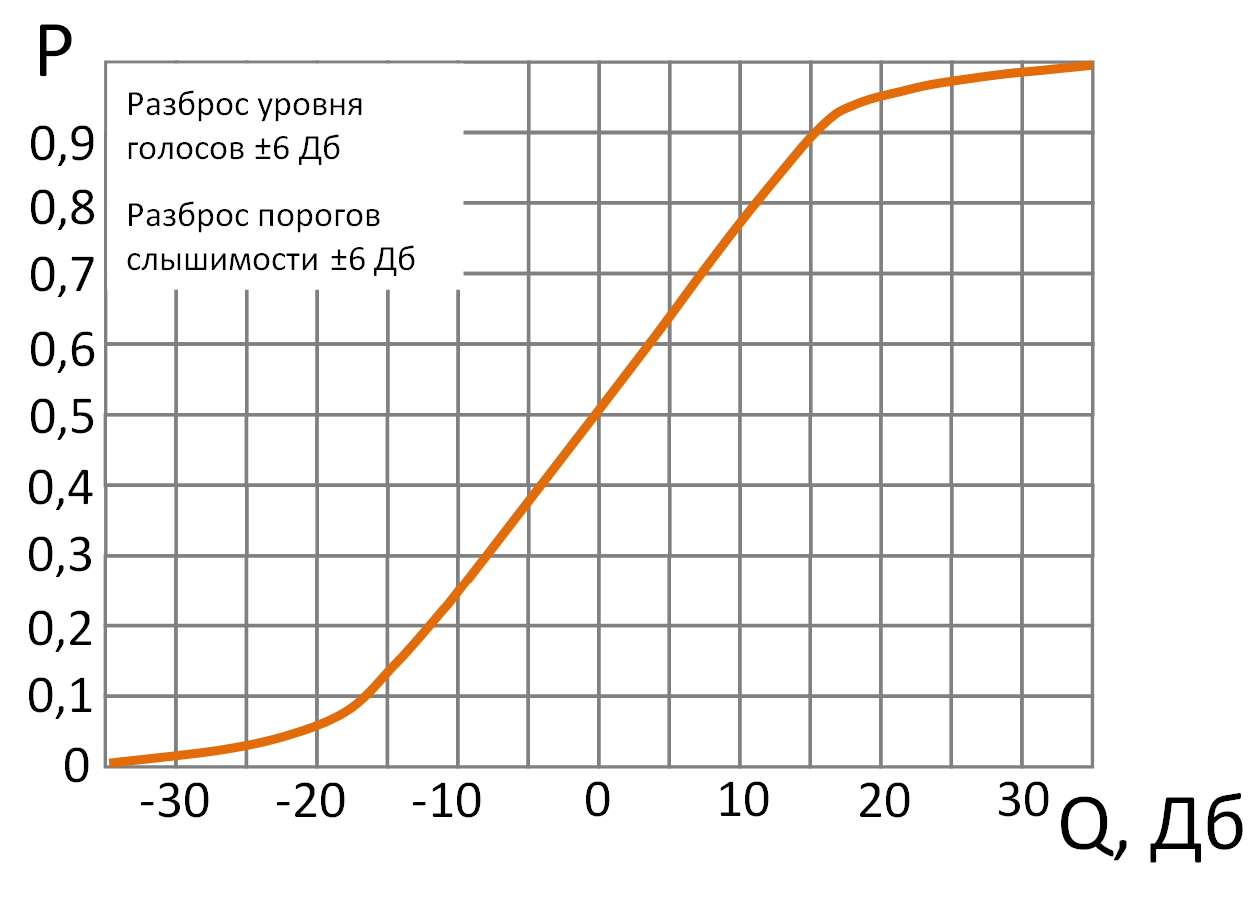 P
Разброс уровня
голосов ±6 Дб
Разброс порогов
слышимости ±6 Дб
0,9
0,8
0,7
0,6
0,5
0,4
0,3
0,2
0,1
0
-30 -20 -10 0 10 20 30
Q, Дб